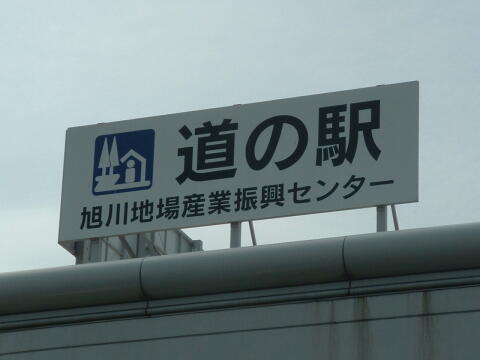 道の駅
旭川地場産業振興センター